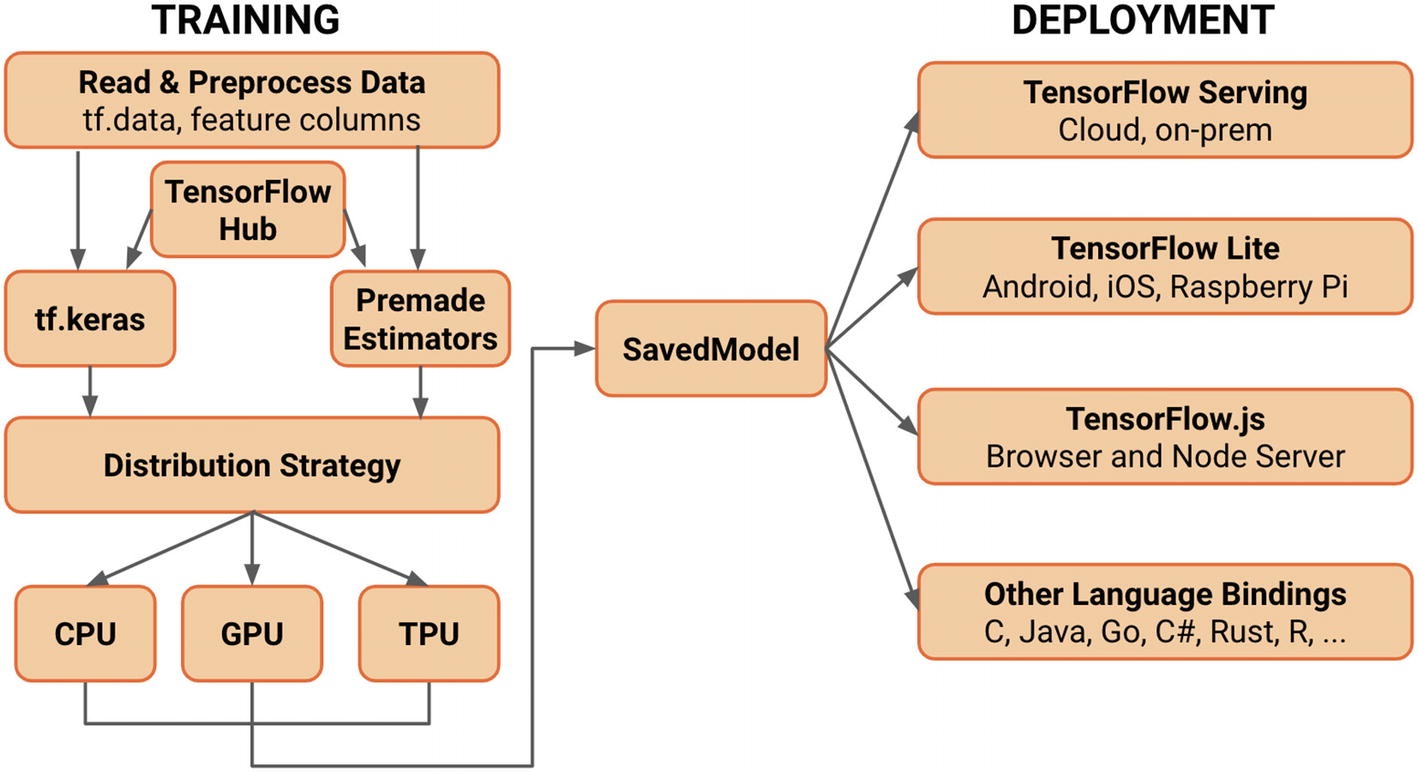 TRAINING
Read & Preprocess Data
tf.data, feature columns
TensorFlow
Hub
tf.keras
Premade
Estimators
Distribution Strategy
CPU
GPU
TPU
SavedModel
DEPLOYMENT
TensorFlow Serving
Cloud, on-prem
TensorFlow Lite
Android, iOS, Raspberry Pi
TensorFlow.js
Browser and Node Server
Other Language Bindings
C, Java, Go, C#, Rust, R, ...